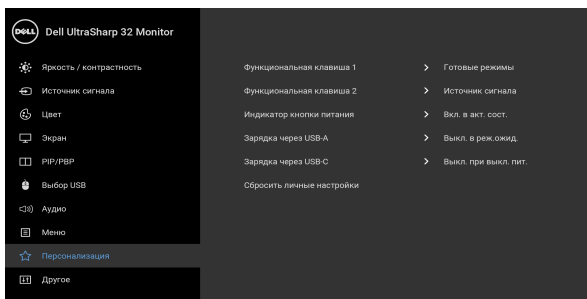 DELL Dell UltraSharp 32 Monitor
Яркость / контрастность
Источник сигнала
Цвет
Экран
PIP/PBP
Выбор USB
Аудио
Меню
Персонализация
Другое
Функциональная клавиша 1 > Готовые режимы
Функциональная клавиша 2 > Источник сигнала
Индикатор кнопки питания > Вкл. в акт. сост.
Зарядка через USB-A > Выкл. в реж.ожид.
Зарядка через USB-C > Выкл. при выкл. пит.
Сбросить личные настройки